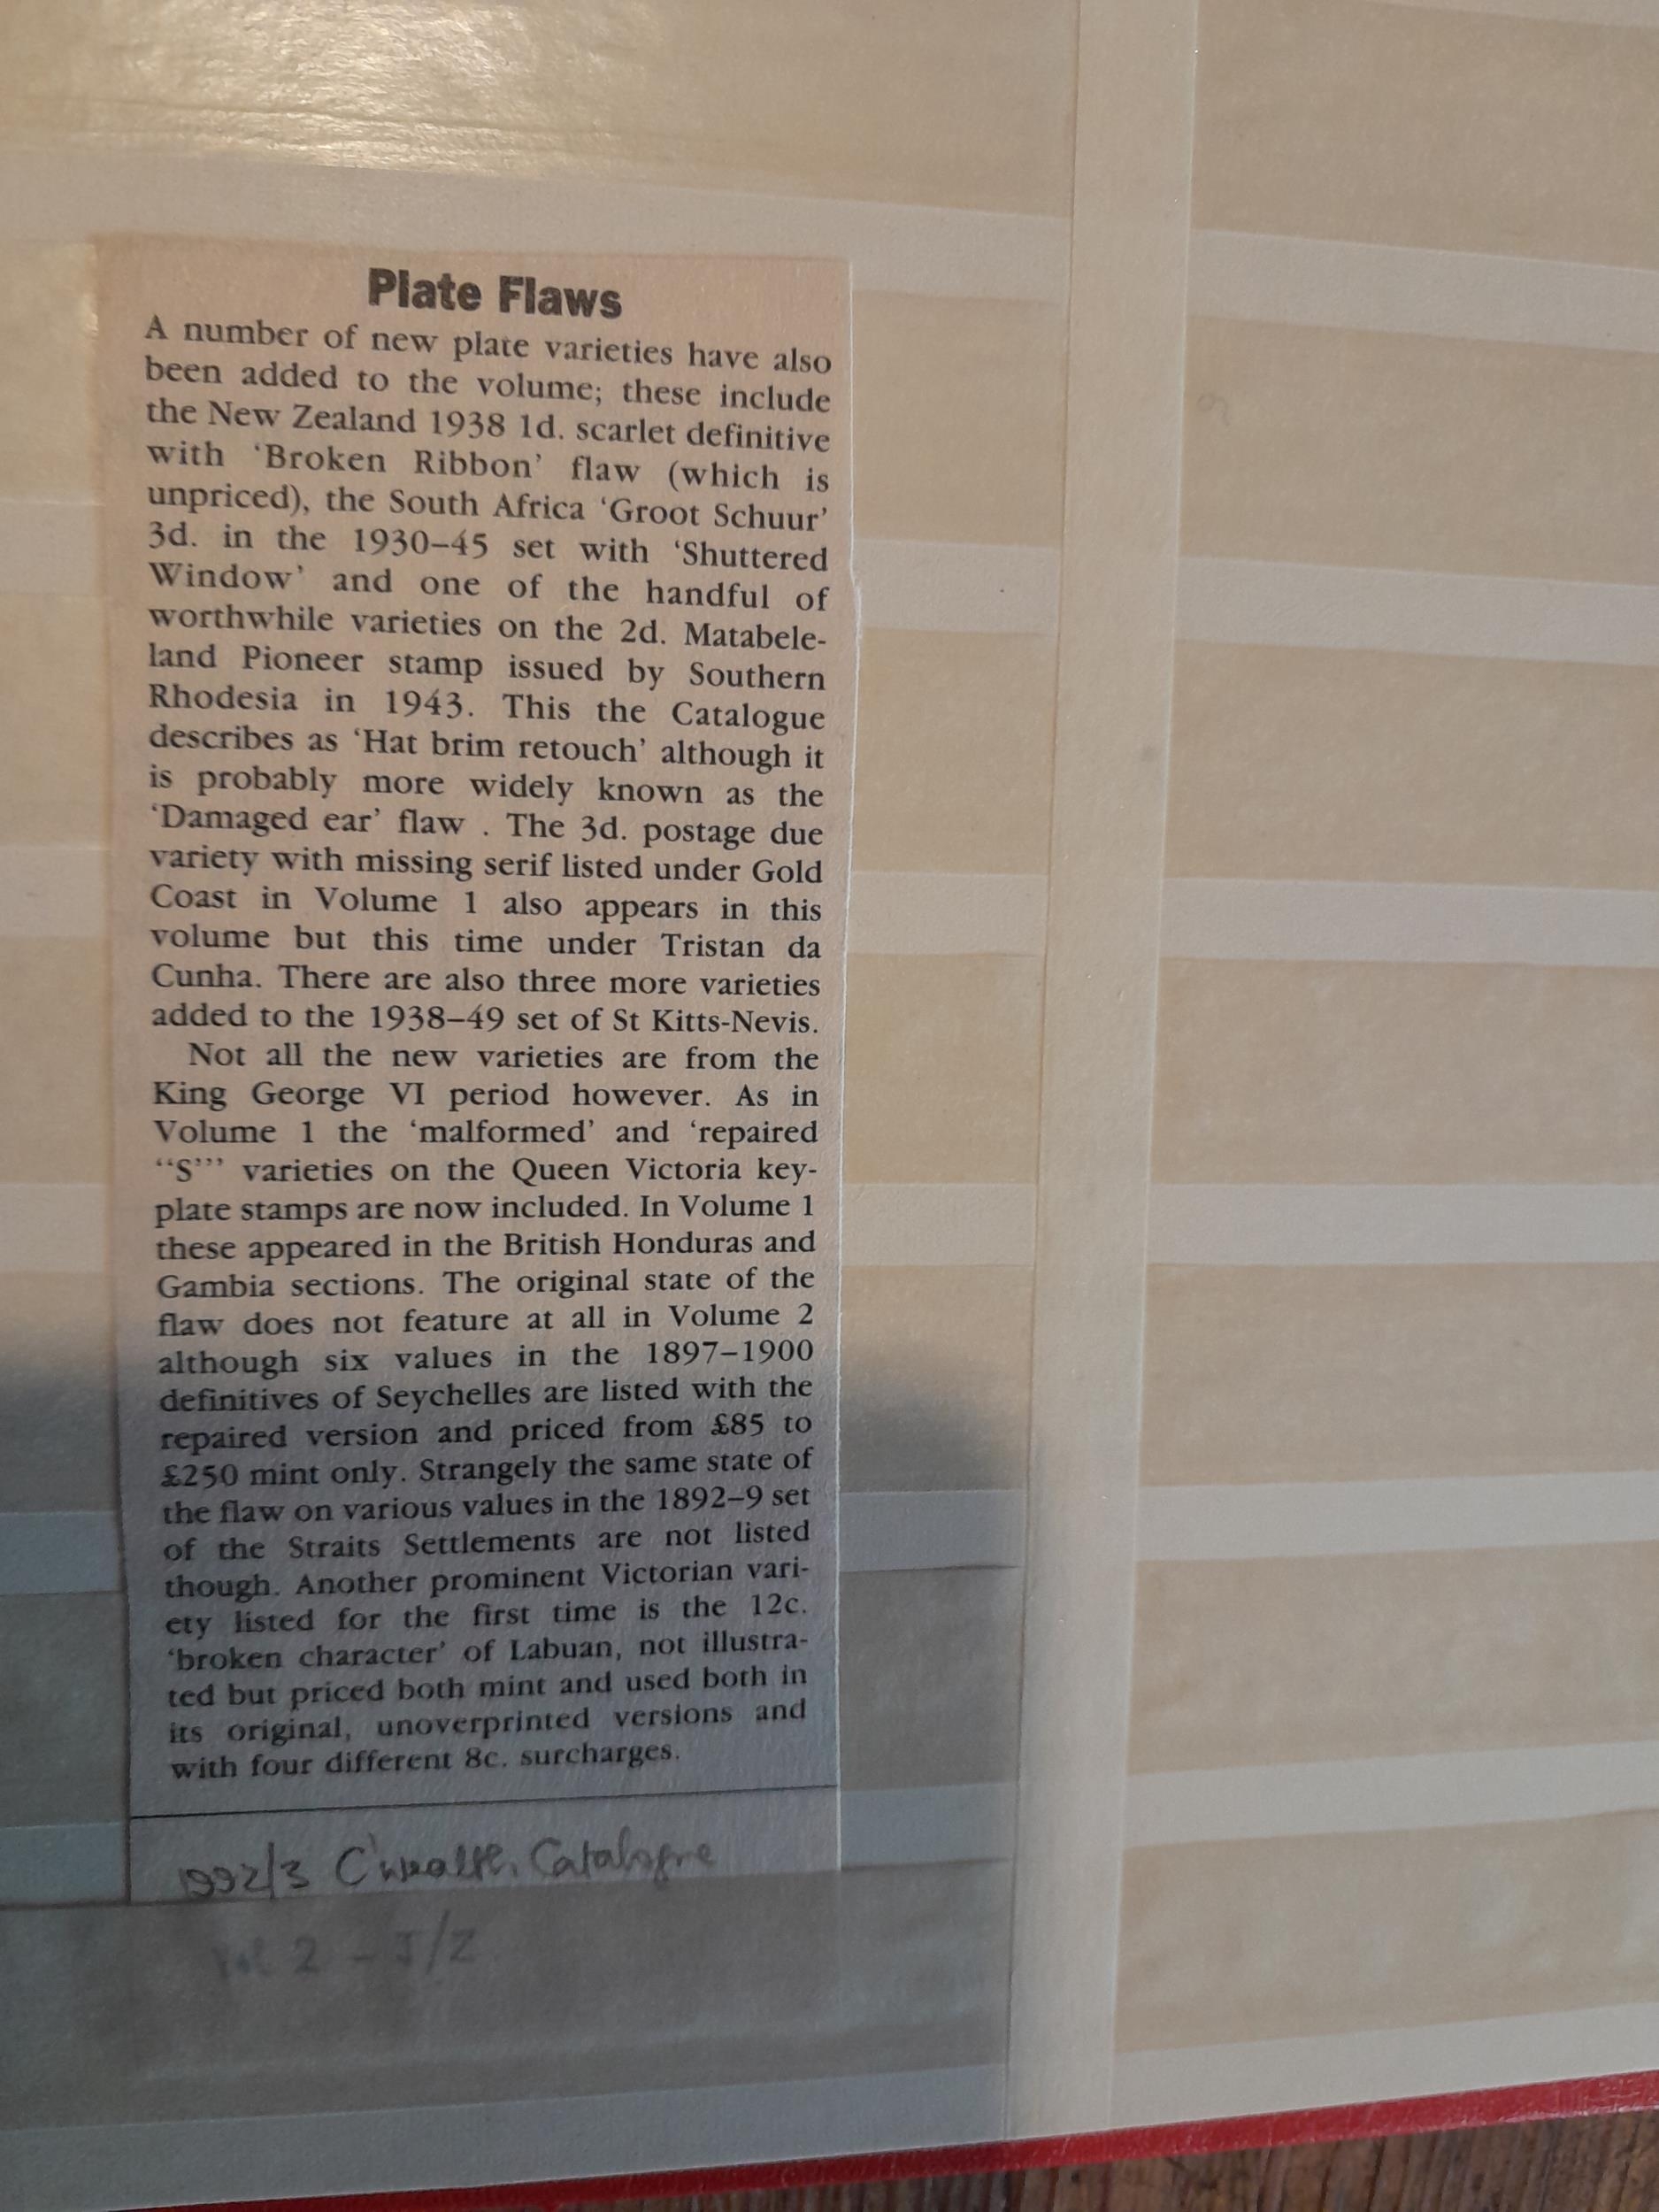 Plate Flaws
A number of new plate varieties have also
been added to the volume; these include
the New Zealand 1938 1d. scarlet definitive
with ‘Broken Ribbon’ flaw (which is
unpriced), the South Africa ‘Groot Schuur’
3d. in the 1930–45 set with ‘Shuttered
Window’ and one of the handful of
worthwhile varieties on the 2d. Matabele-
land Pioneer stamp issued by Southern
Rhodesia in 1943. This the Catalogue
describes as ‘Hat brim retouch’ although it
is probably more widely known as the
‘Damaged ear’ flaw . The 3d. postage due
variety with missing serif listed under Gold
Coast in Volume 1 also appears in this
volume but this time under Tristan da
Cunha. There are also three more varieties
added to the 1938–49 set of St Kitts-Nevis.
Not all the new varieties are from the
King George VI period however. As in
Volume 1 the ‘malformed’ and ‘repaired
“S”’ varieties on the Queen Victoria key-
plate stamps are now included. In Volume 1
these appeared in the British Honduras and
Gambia sections. The original state of the
flaw does not feature at all in Volume 2
although six values in the 1897–1900
definitives of Seychelles are listed with the
repaired version and priced from £85 to
£250 mint only. Strangely the same state of
the flaw on various values in the 1892–9 set
of the Straits Settlements are not listed
though. Another prominent Victorian vari-
ety listed for the first time is the 12c.
‘broken character’ of Labuan, not illustra-
ted but priced both mint and used both in
its original, unoverprinted versions and
with four different 8c. surcharges.
1992/3 C'wealth. Catalogue
Vol 2 – J/Z